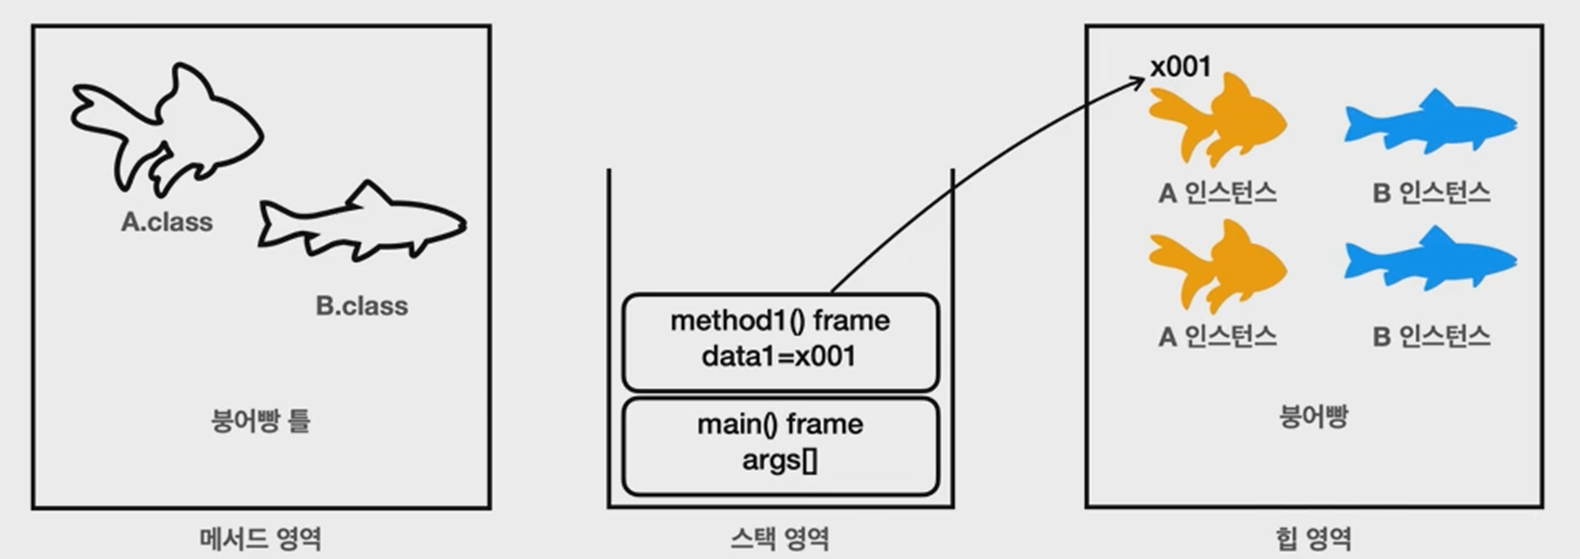 A.class
B.class
붕어빵 틀
메서드 영역
method1() frame
data1=x001
main() frame
args[]
스택 영역
x001
A 인스턴스
B 인스턴스
A 인스턴스
B 인스턴스
붕어빵
힙 영역